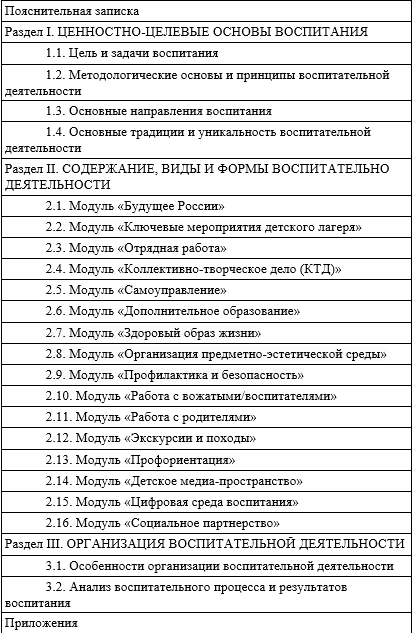 Пояснительная записка
Раздел I. ЦЕННОСТНО-ЦЕЛЕВЫЕ ОСНОВЫ ВОСПИТАНИЯ
1.1. Цель и задачи воспитания
1.2. Методологические основы и принципы воспитательной
деятельности
1.3. Основные направления воспитания
1.4. Основные традиции и уникальность воспитательной
деятельности
Раздел II. СОДЕРЖАНИЕ, ВИДЫ И ФОРМЫ ВОСПИТАТЕЛЬНО
ДЕЯТЕЛЬНОСТИ
2.1. Модуль «Будущее России»
2.2. Модуль «Ключевые мероприятия детского лагеря»
2.3. Модуль «Отрядная работа»
2.4. Модуль «Коллективно-творческое дело (КТД)»
2.5. Модуль «Самоуправление»
2.6. Модуль «Дополнительное образование»
2.7. Модуль «Здоровый образ жизни»
2.8. Модуль «Организация предметно-эстетической среды»
2.9. Модуль «Профилактика и безопасность»
2.10. Модуль «Работа с вожатыми/воспитателями»
2.11. Модуль «Работа с родителями»
2.12. Модуль «Экскурсии и походы»
2.13. Модуль «Профориентация»
2.14. Модуль «Детское медиа-пространство»
2.15. Модуль «Цифровая среда воспитания»
2.16. Модуль «Социальное партнерство»
Раздел III. ОРГАНИЗАЦИЯ ВОСПИТАТЕЛЬНОЙ ДЕЯТЕЛЬНОСТИ
3.1. Особенности организации воспитательной деятельности
3.2. Анализ воспитательного процесса и результатов
воспитания
Приложения